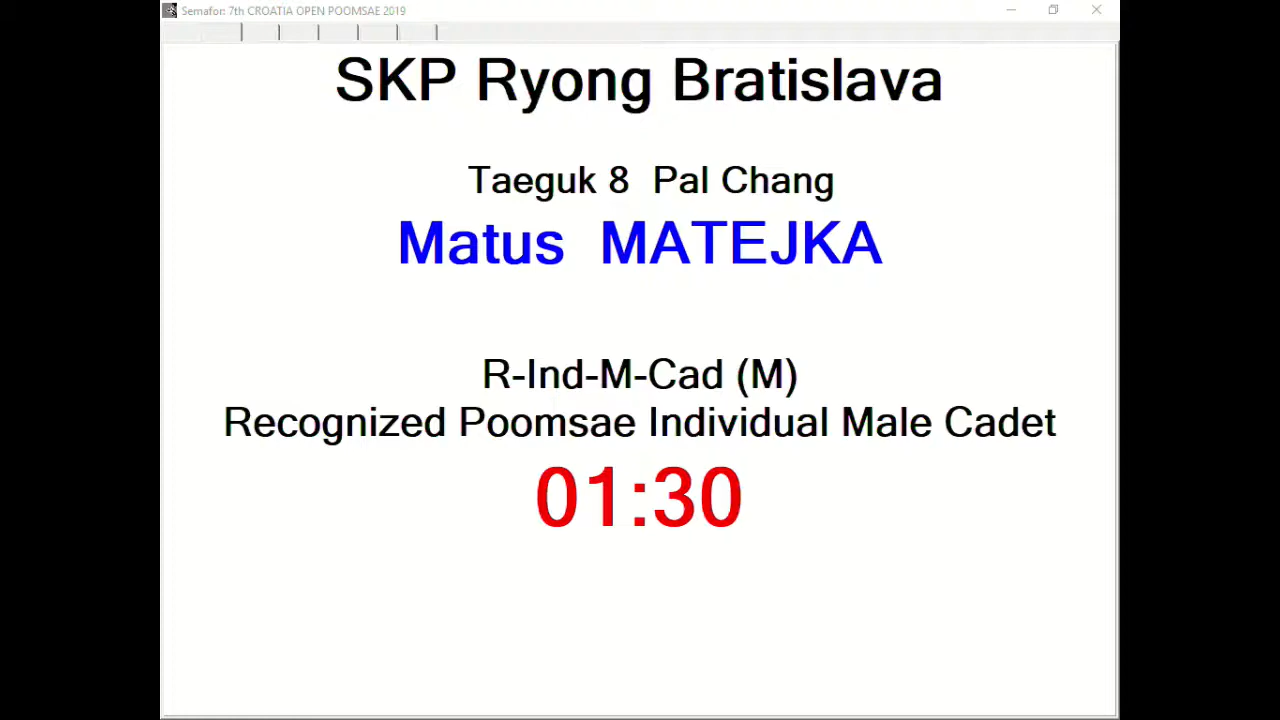 Semafor: 7th CROATIA OPEN POOMSAE 2019
SKP Ryong Bratislava
Taeguk 8 Pal Chang
Matus MATEJKA
R-Ind-M-Cad (M)
Recognized Poomsae Individual Male Cadet
01:30